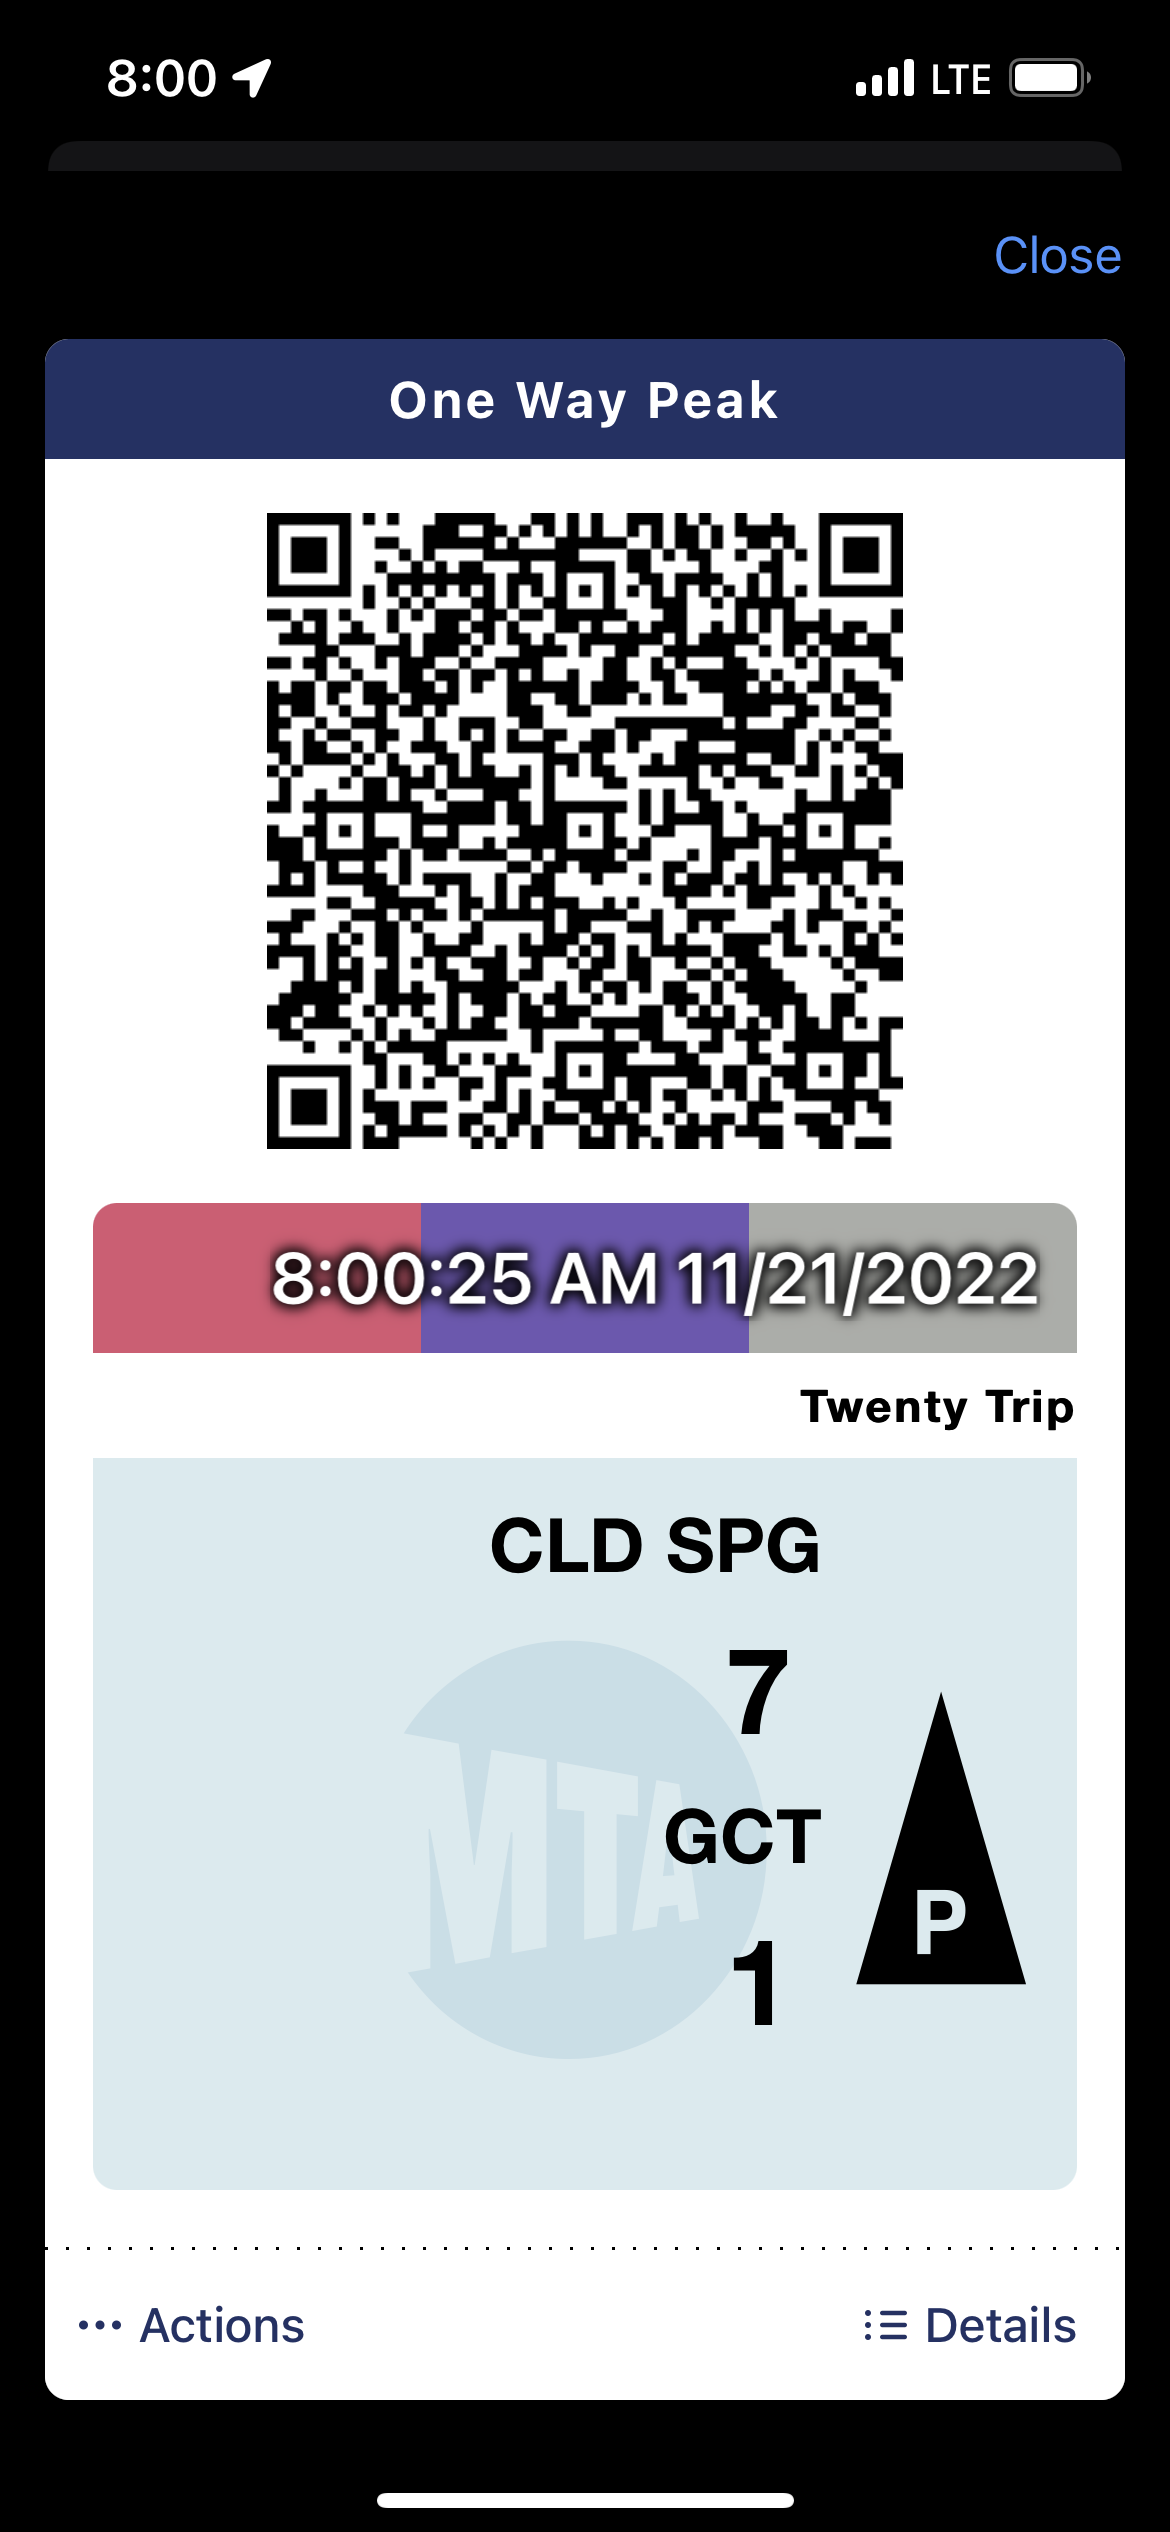 8:00 LTE
Close
One Way Peak
8:00:25 AM 11/21/2022
Twenty Trip
CLD SPG
7
MTA
GCT
P
1
Actions
Details